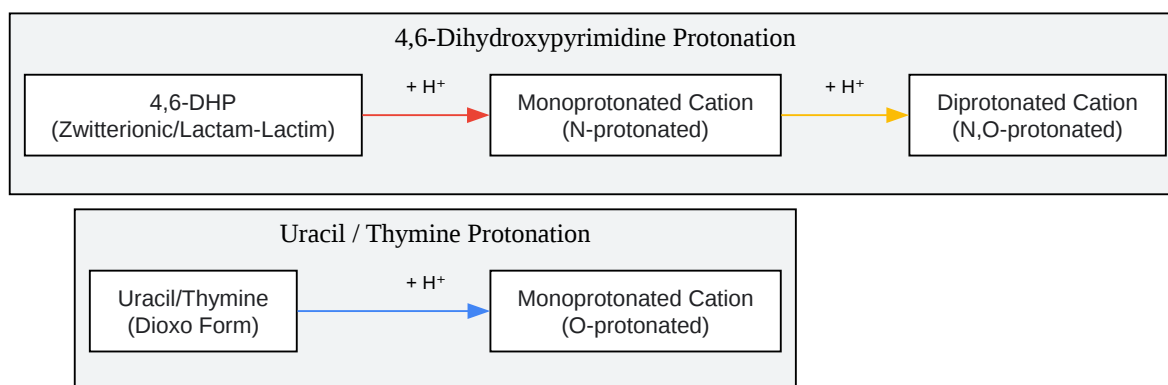 4,6-Dihydroxypyrimidine Protonation
4,6-DHP
(Zwitterionic/Lactam-Lactim)
+ H⁺
Monoprotonated Cation
(N-protonated)
+ H⁺
Diprotonated Cation
(N,O-protonated)
Uracil / Thymine Protonation
Uracil/Thymine
(Dioxo Form)
+ H⁺
Monoprotonated Cation
(O-protonated)